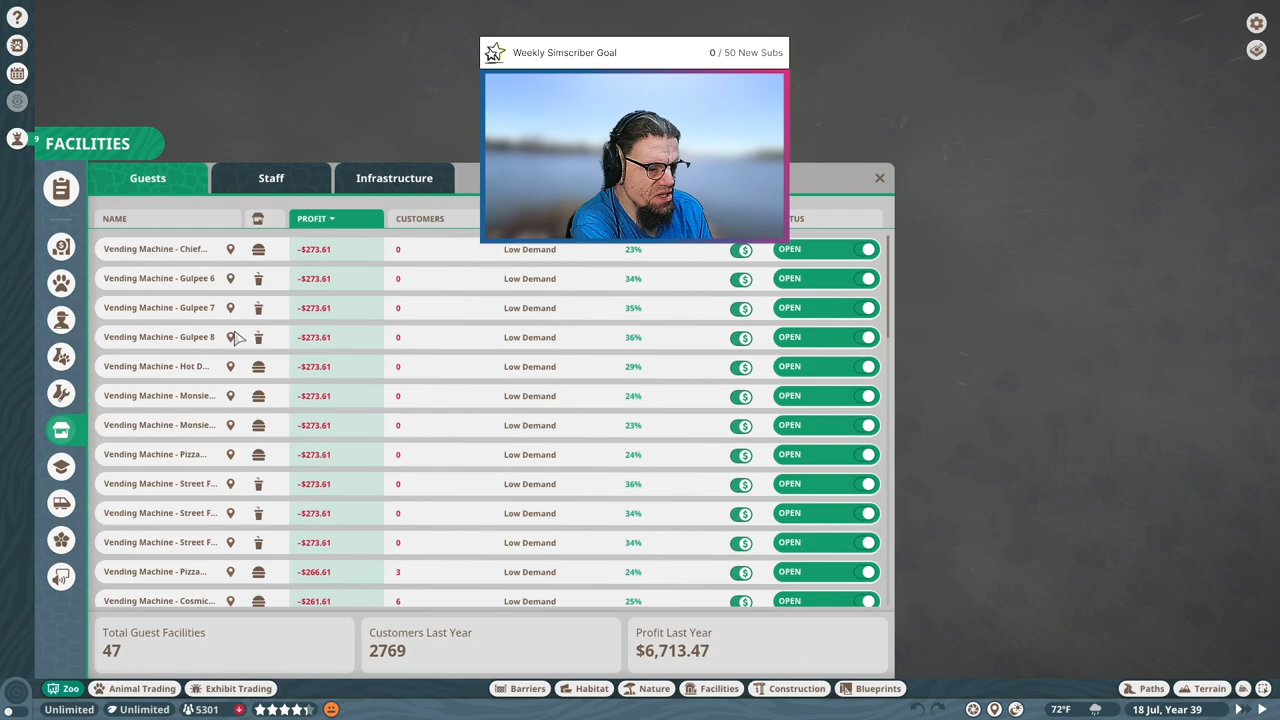 Weekly Simscriber Goal 0 / 50 New Subs
9 FACILITIES
Guests Staff Infrastructure
NAME PROFIT CUSTOMERS
Vending Machine - Chief... -$273.61 0 Low Demand 23% OPEN
Vending Machine - Gulpee 6 -$273.61 0 Low Demand 34% OPEN
Vending Machine - Gulpee 7 -$273.61 0 Low Demand 35% OPEN
Vending Machine - Gulpee 8 -$273.61 0 Low Demand 36% OPEN
Vending Machine - Hot D... -$273.61 0 Low Demand 29% OPEN
Vending Machine - Monsie... -$273.61 0 Low Demand 24% OPEN
Vending Machine - Monsie... -$273.61 0 Low Demand 23% OPEN
Vending Machine - Pizza... -$273.61 0 Low Demand 24% OPEN
Vending Machine - Street F... -$273.61 0 Low Demand 36% OPEN
Vending Machine - Street F... -$273.61 0 Low Demand 34% OPEN
Vending Machine - Street F... -$273.61 0 Low Demand 34% OPEN
Vending Machine - Pizza... -$266.61 3 Low Demand 24% OPEN
Vending Machine - Cosmic... -$261.61 6 Low Demand 25% OPEN
Total Guest Facilities Customers Last Year Profit Last Year
47 2769 $6,713.47
Zoo Animal Trading Exhibit Trading Barriers Habitat Nature Facilities Construction Blueprints Paths Terrain
Unlimited Unlimited 5301 72°F 18 Jul, Year 39